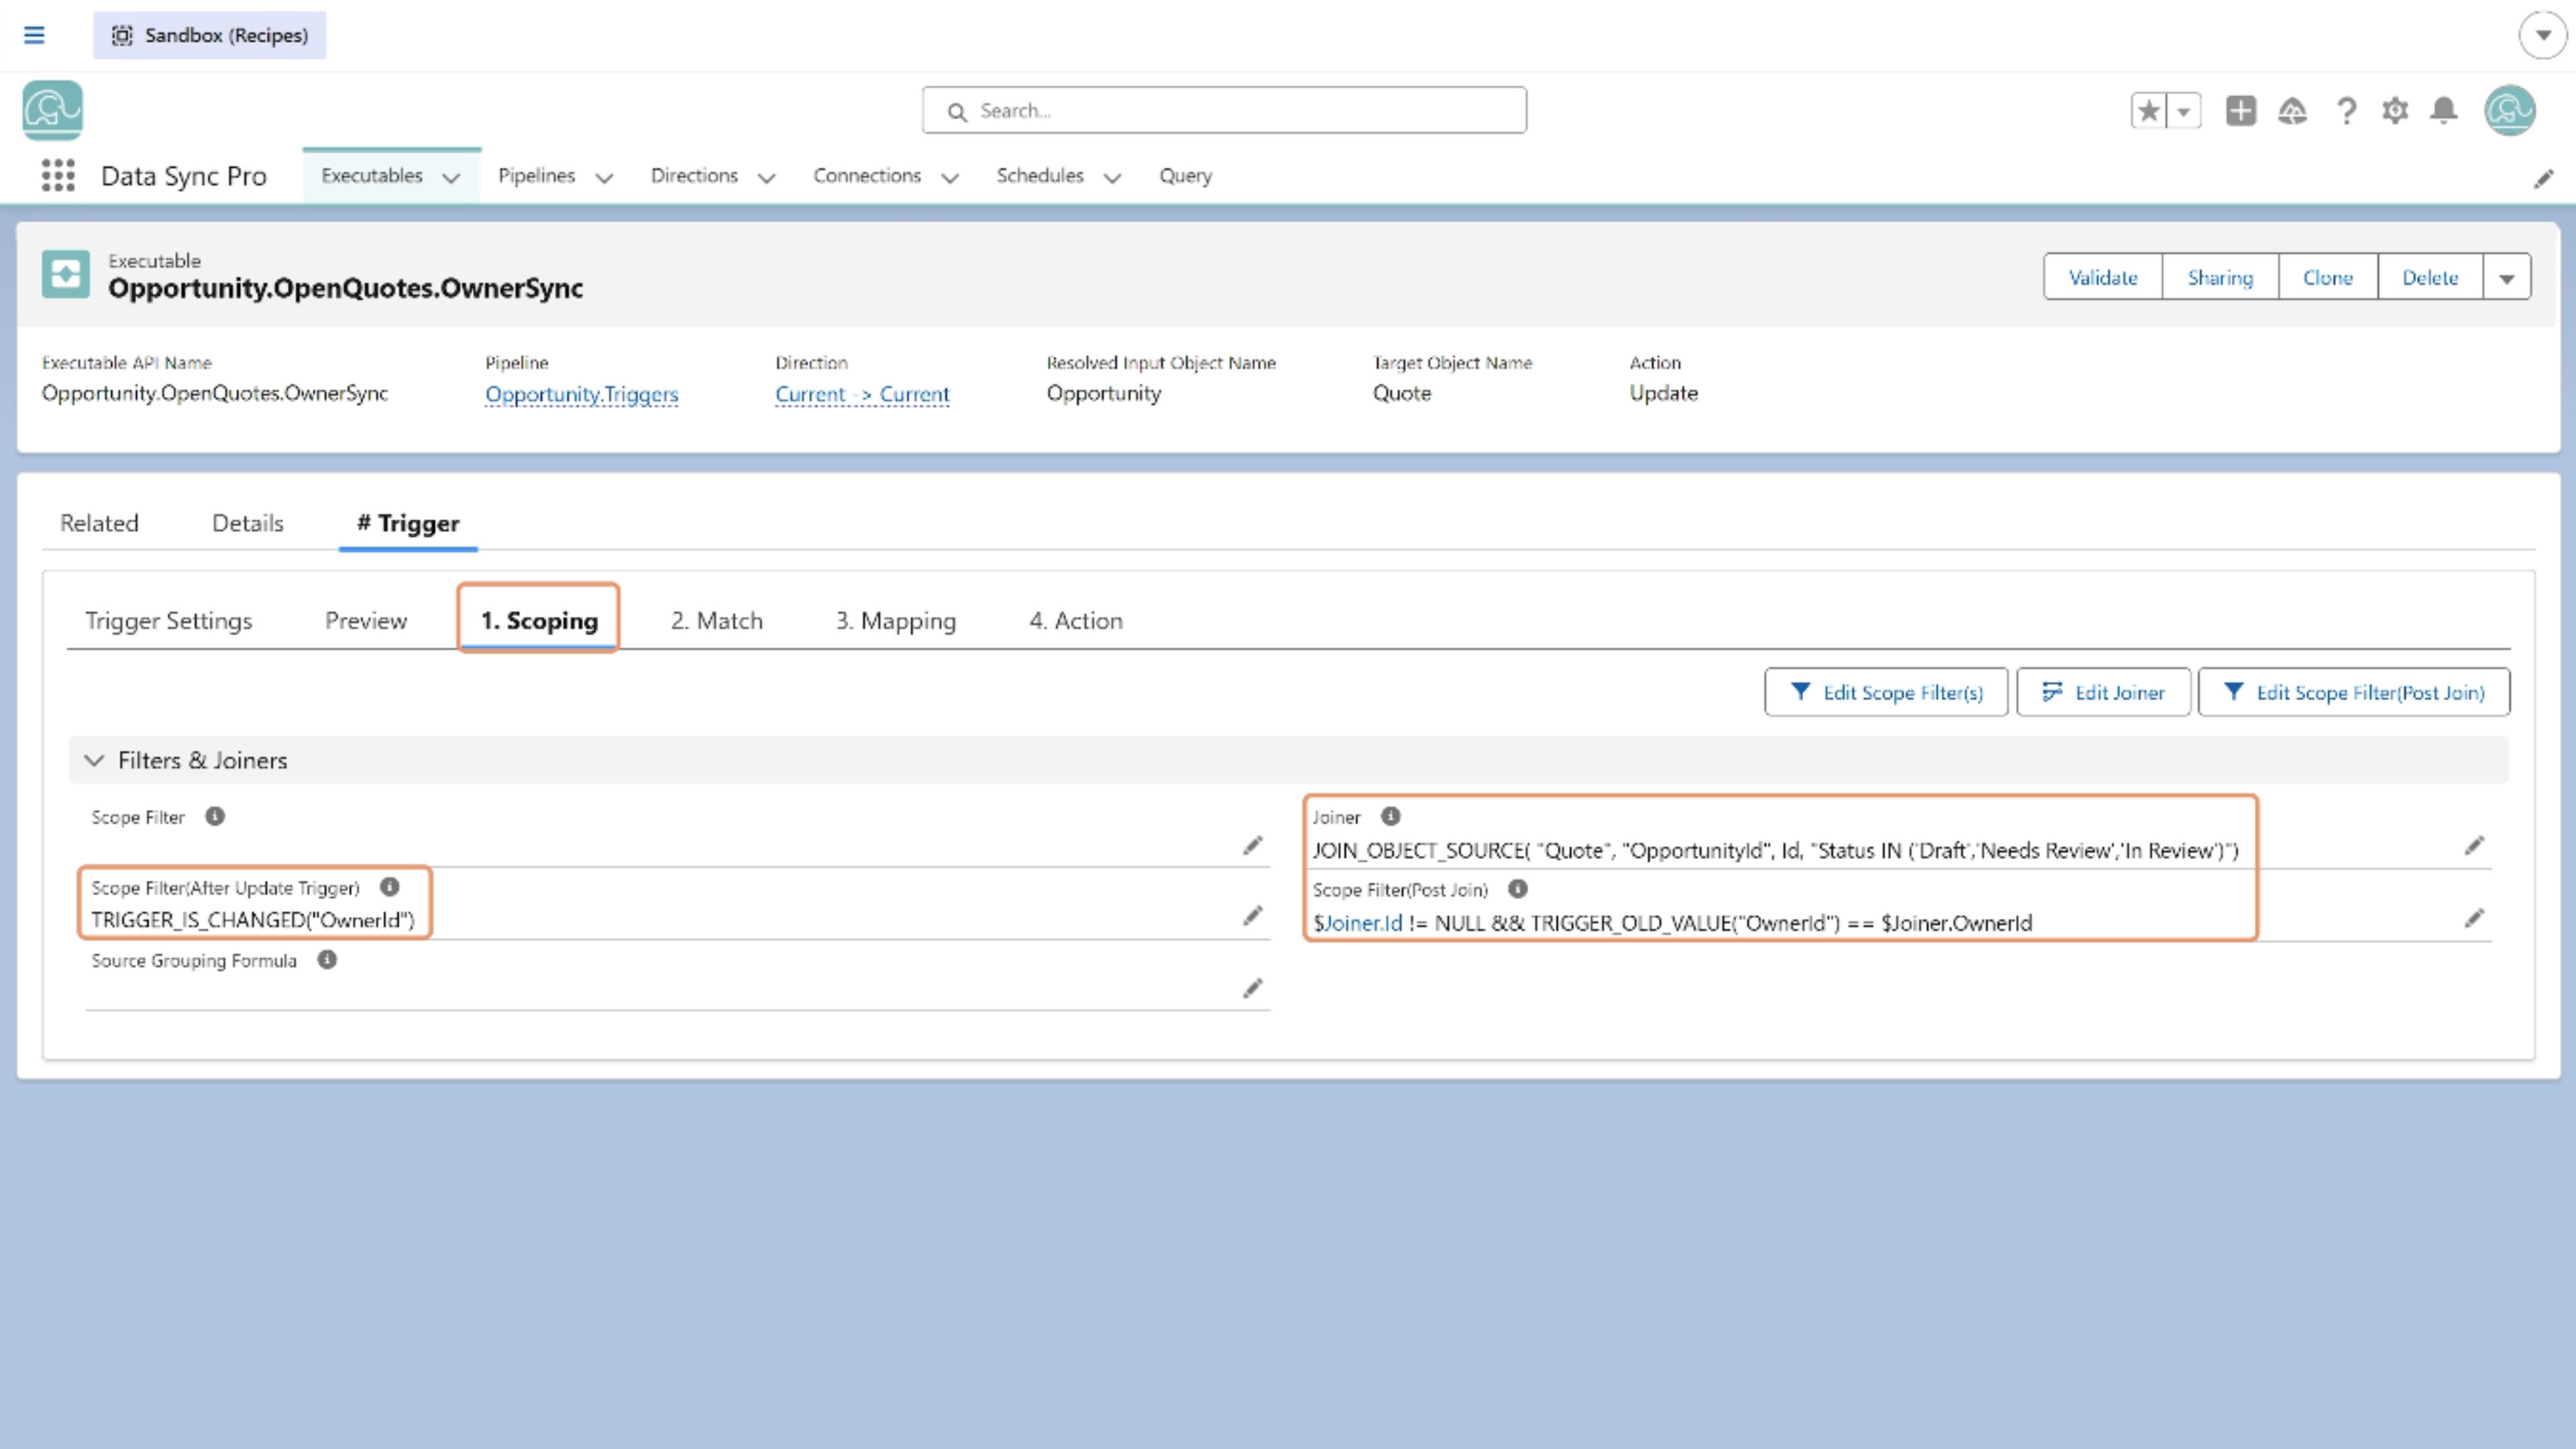 Sandbox (Recipes)
Search...
Data Sync Pro
Executables
Pipelines
Directions
Connections
Schedules
Query
Executable
Opportunity.OpenQuotes.OwnerSync
Validate
Sharing
Clone
Delete
Executable API Name
Pipeline
Direction
Resolved Input Object Name
Target Object Name
Action
Opportunity.OpenQuotes.OwnerSync
Opportunity.Triggers
Current -> Current
Opportunity
Quote
Update
Related
Details
# Trigger
Trigger Settings
Preview
1. Scoping
2. Match
3. Mapping
4. Action
Edit Scope Filter(s)
Edit Joiner
Edit Scope Filter(Post Join)
Filters & Joiners
Scope Filter
Joiner
JOIN_OBJECT_SOURCE( "Quote", "OpportunityId", Id, "Status IN ('Draft','Needs Review','In Review')")
Scope Filter(After Update Trigger)
TRIGGER_IS_CHANGED("OwnerId")
Scope Filter(Post Join)
$Joiner.Id != NULL && TRIGGER_OLD_VALUE("OwnerId") == $Joiner.OwnerId
Source Grouping Formula